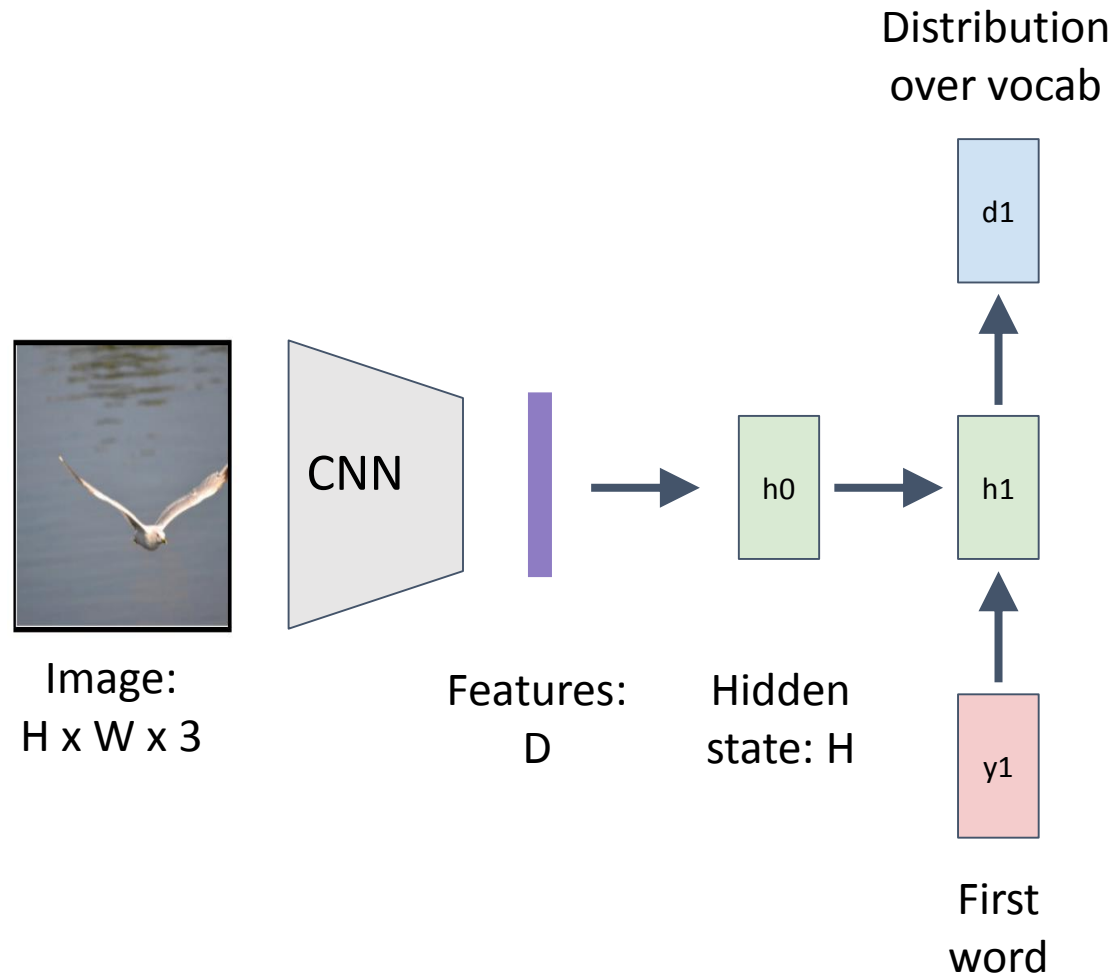 Distribution
over vocab
d1
CNN
h0
h1
Image:
H x W x 3
Features:
D
Hidden
state: H
y1
First
word